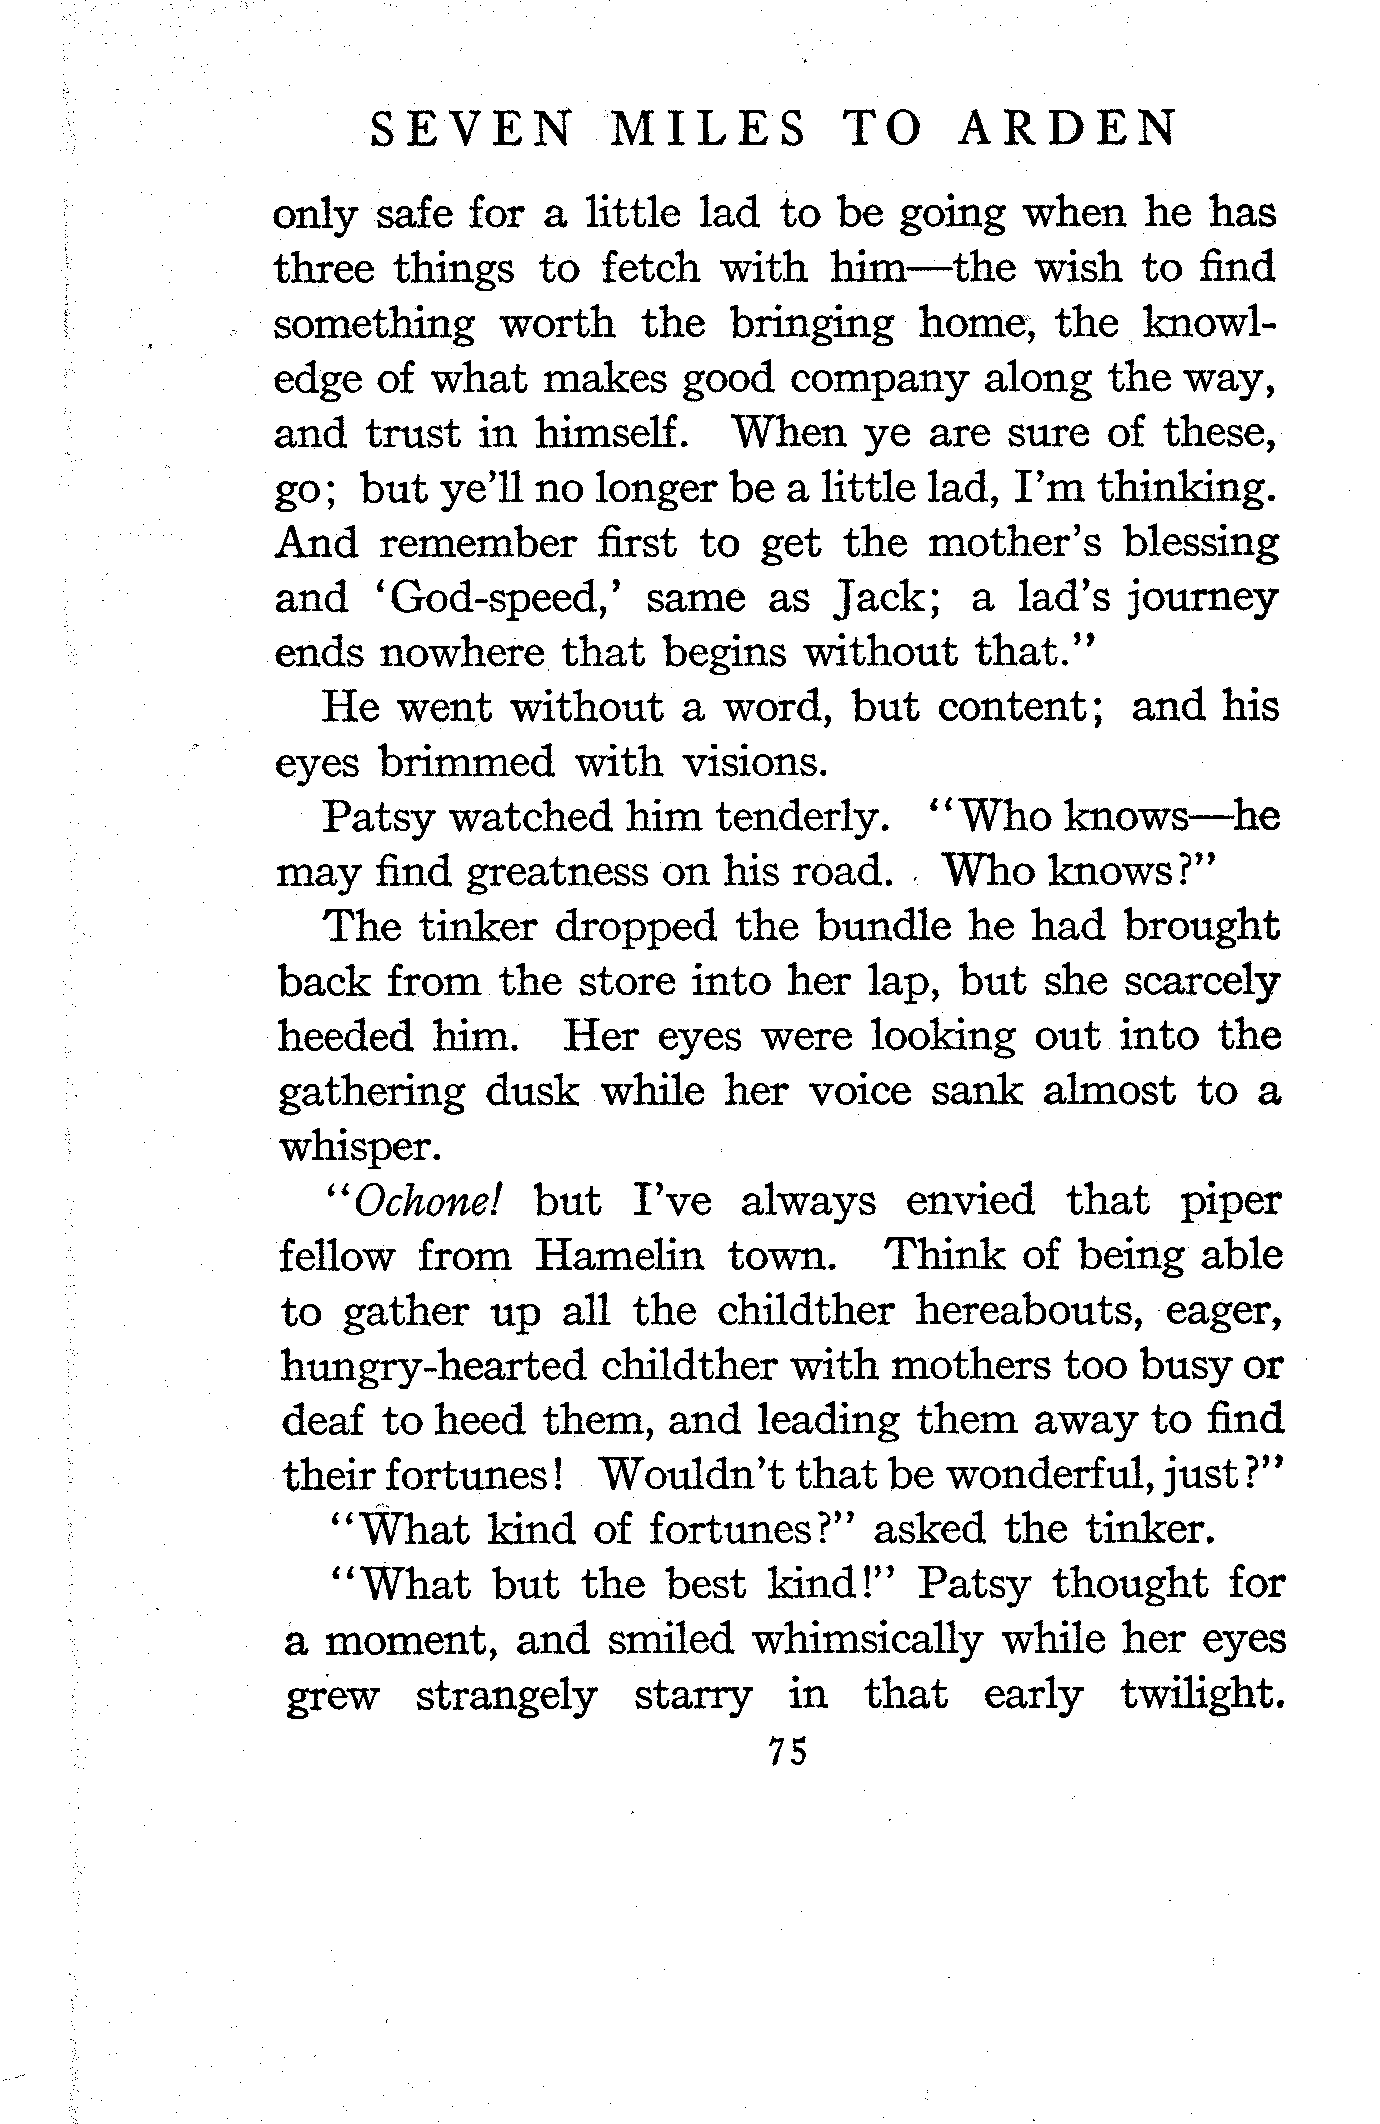 SEVEN MILES TO ARDEN
only safe for a little lad to be going when he has
three things to fetch with him—the wish to find
something worth the bringing home, the knowl-
edge of what makes good company along the way,
and trust in himself. When ye are sure of these,
go; but ye'll no longer be a little lad, I'm thinking.
And remember first to get the mother's blessing
and 'God-speed,' same as Jack; a lad's journey
ends nowhere that begins without that."
He went without a word, but content; and his
eyes brimmed with visions.
Patsy watched him tenderly. "Who knows—he
may find greatness on his road. Who knows?"
The tinker dropped the bundle he had brought
back from the store into her lap, but she scarcely
heeded him. Her eyes were looking out into the
gathering dusk while her voice sank almost to a
whisper.
"Ochone! but I've always envied that piper
fellow from Hamelin town. Think of being able
to gather up all the childther hereabouts, eager,
hungry-hearted childther with mothers too busy or
deaf to heed them, and leading them away to find
their fortunes! Wouldn't that be wonderful, just?"
"What kind of fortunes?" asked the tinker.
"What but the best kind!" Patsy thought for
a moment, and smiled whimsically while her eyes
grew strangely starry in that early twilight.
75